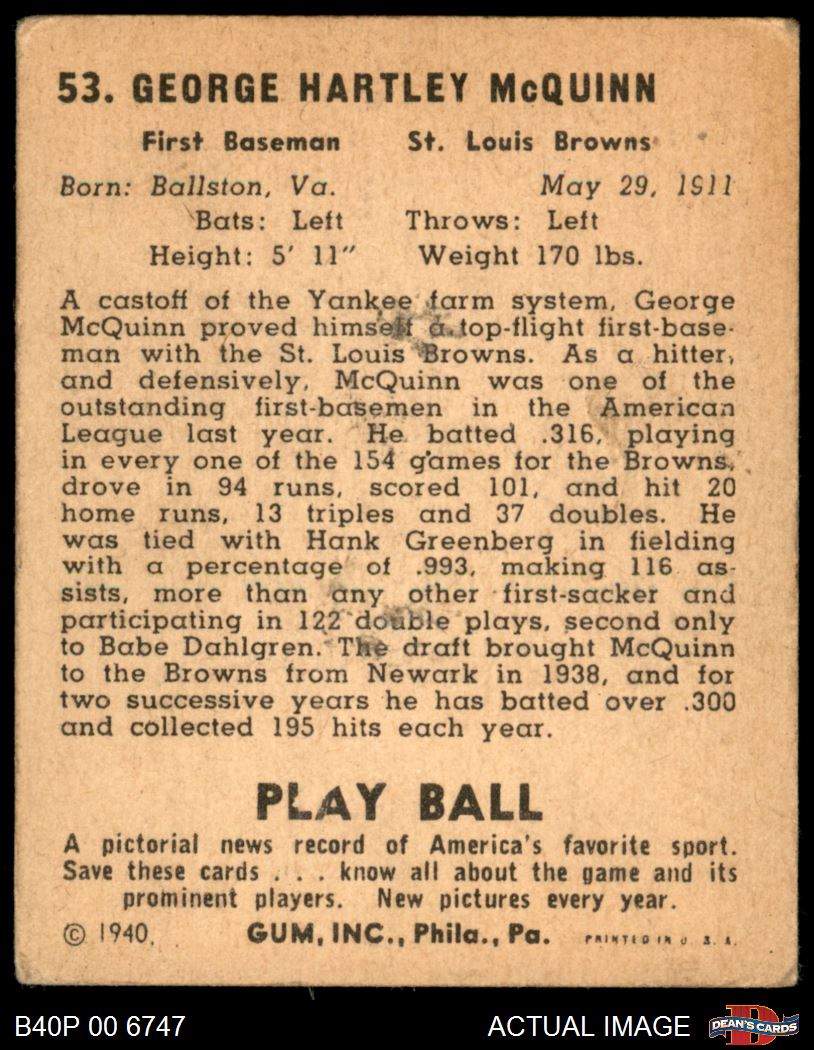 53. GEORGE HARTLEY McQUINN
First Baseman St. Louis Browns
Born: Ballston, Va. May 29, 1911
Bats: Left Throws: Left
Height: 5' 11" Weight 170 lbs.
A castoff of the Yankee farm system, George
McQuinn proved himself a top-flight first-base-
man with the St. Louis Browns. As a hitter,
and defensively, McQuinn was one of the
outstanding first-basemen in the American
League last year. He batted .316, playing
in every one of the 154 games for the Browns,
drove in 94 runs, scored 101, and hit 20
home runs, 13 triples and 37 doubles. He
was tied with Hank Greenberg in fielding
with a percentage of .993, making 116 as-
sists, more than any other first-sacker and
participating in 122 double plays, second only
to Babe Dahlgren. The draft brought McQuinn
to the Browns from Newark in 1938, and for
two successive years he has batted over .300
and collected 195 hits each year.
PLAY BALL
A pictorial news record of America's favorite sport.
Save these cards . . . know all about the game and its
prominent players. New pictures every year.
© 1940, GUM, INC., Phila., Pa. PRINTED IN U. S. A.
B40P 00 6747 ACTUAL IMAGE D DEAN'S CARDS